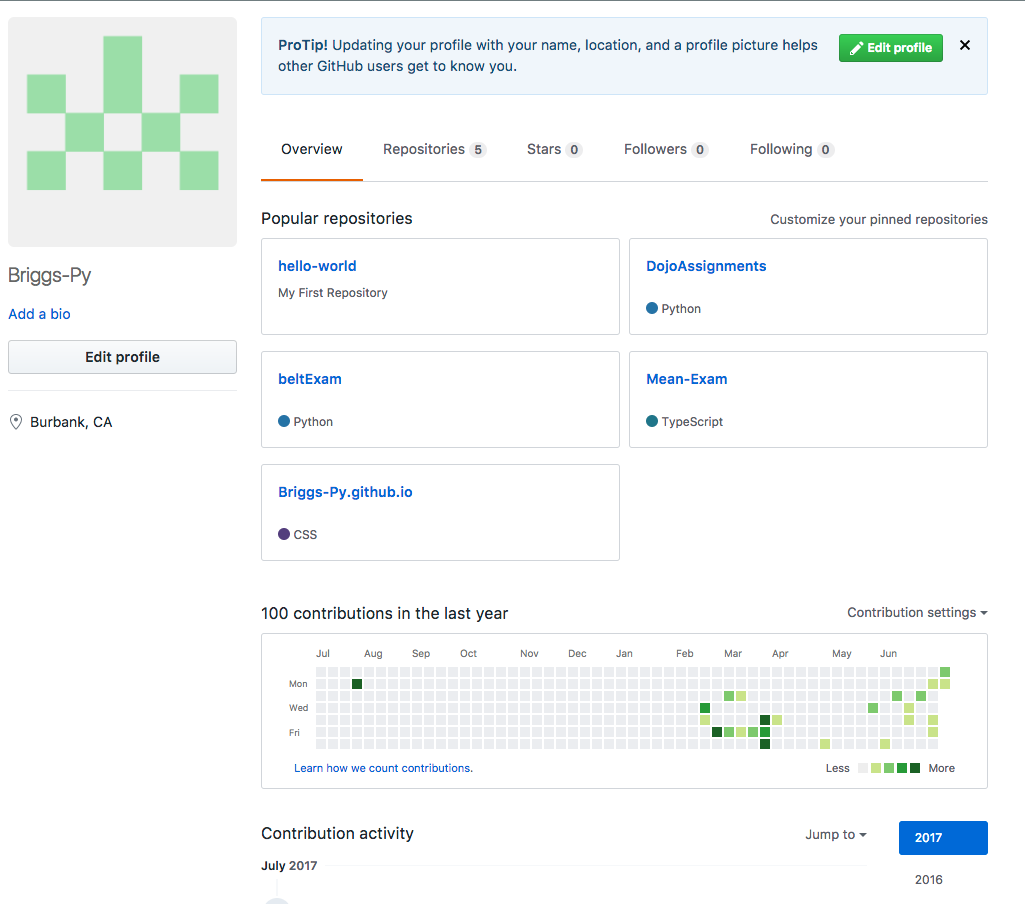 ProTip! Updating your profile with your name, location, and a profile picture helps
other GitHub users get to know you.
Edit profile
Briggs-Py
Add a bio
Edit profile
Burbank, CA
Overview Repositories 5 Stars 0 Followers 0 Following 0
Popular repositories
Customize your pinned repositories
hello-world
My First Repository
DojoAssignments
Python
beltExam
Python
Mean-Exam
TypeScript
Briggs-Py.github.io
CSS
100 contributions in the last year
Contribution settings
Jul Aug Sep Oct Nov Dec Jan Feb Mar Apr May Jun
Mon
Wed
Fri
Learn how we count contributions.
Less More
Contribution activity
Jump to
2017
2016
July 2017